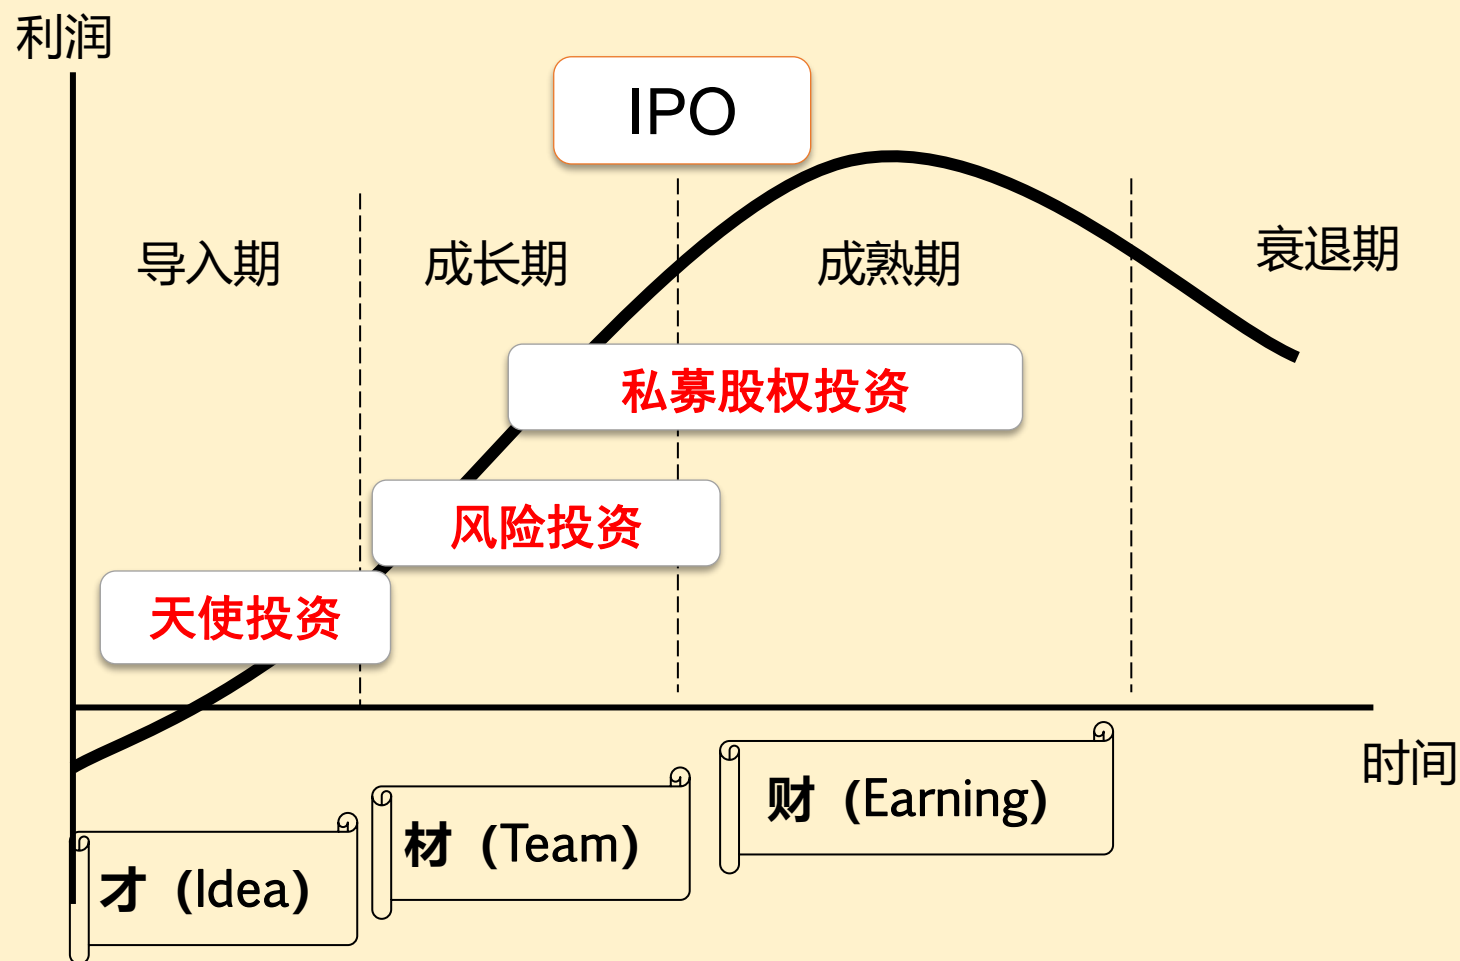 利润
IPO
导入期
成长期
成熟期
衰退期
私募股权投资
风险投资
天使投资
时间
财（Earning）
材（Team）
才（Idea）